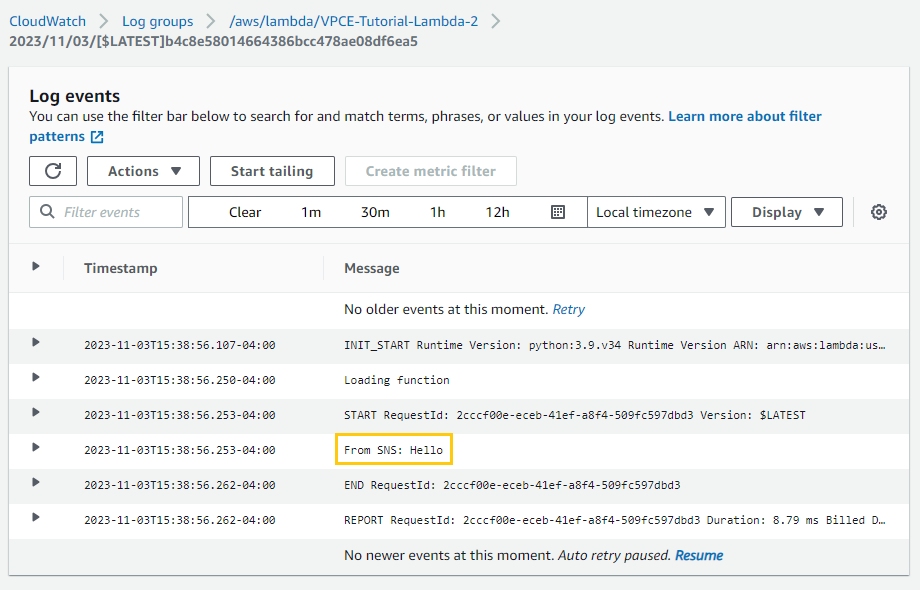 CloudWatch > Log groups > /aws/lambda/VPCE-Tutorial-Lambda-2 >
2023/11/03/[$LATEST]b4c8e58014664386bcc478ae08df6ea5
Log events
You can use the filter bar below to search for and match terms, phrases, or values in your log events. Learn more about filter
patterns
Actions Start tailing Create metric filter
Filter events Clear 1m 30m 1h 12h Local timezone Display
Timestamp Message
No older events at this moment. Retry
2023-11-03T15:38:56.107-04:00 INIT_START Runtime Version: python:3.9.v34 Runtime Version ARN: arn:aws:lambda:us…
2023-11-03T15:38:56.250-04:00 Loading function
2023-11-03T15:38:56.253-04:00 START RequestId: 2cccf00e-eceb-41ef-a8f4-509fc597dbd3 Version: $LATEST
2023-11-03T15:38:56.253-04:00 From SNS: Hello
2023-11-03T15:38:56.262-04:00 END RequestId: 2cccf00e-eceb-41ef-a8f4-509fc597dbd3
2023-11-03T15:38:56.262-04:00 REPORT RequestId: 2cccf00e-eceb-41ef-a8f4-509fc597dbd3 Duration: 8.79 ms Billed D…
No newer events at this moment. Auto retry paused. Resume